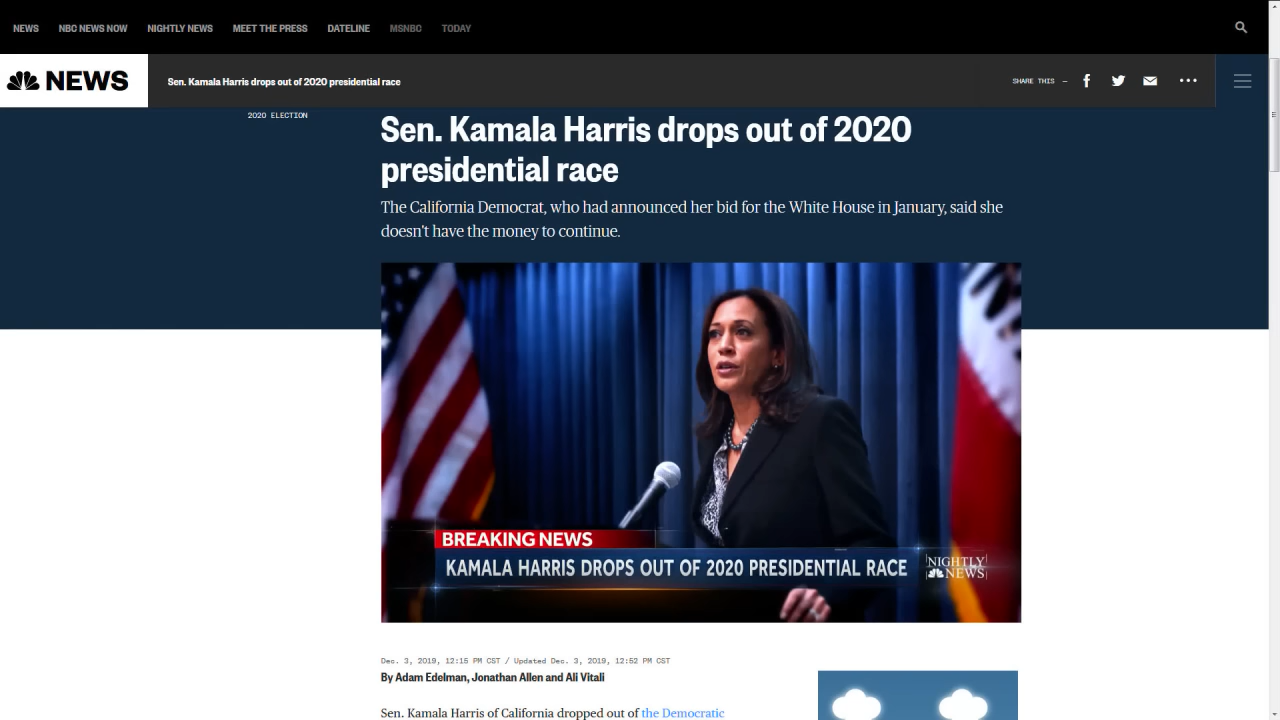 NEWS NBC NEWS NOW NIGHTLY NEWS MEET THE PRESS DATELINE MSNBC TODAY
NEWS
Sen. Kamala Harris drops out of 2020 presidential race
SHARE THIS —
2020 ELECTION
Sen. Kamala Harris drops out of 2020
presidential race
The California Democrat, who had announced her bid for the White House in January, said she
doesn't have the money to continue.
BREAKING NEWS
KAMALA HARRIS DROPS OUT OF 2020 PRESIDENTIAL RACE
NIGHTLY
NEWS
Dec. 3, 2019, 12:15 PM CST / Updated Dec. 3, 2019, 12:52 PM CST
By Adam Edelman, Jonathan Allen and Ali Vitali
Sen. Kamala Harris of California dropped out of the Democratic